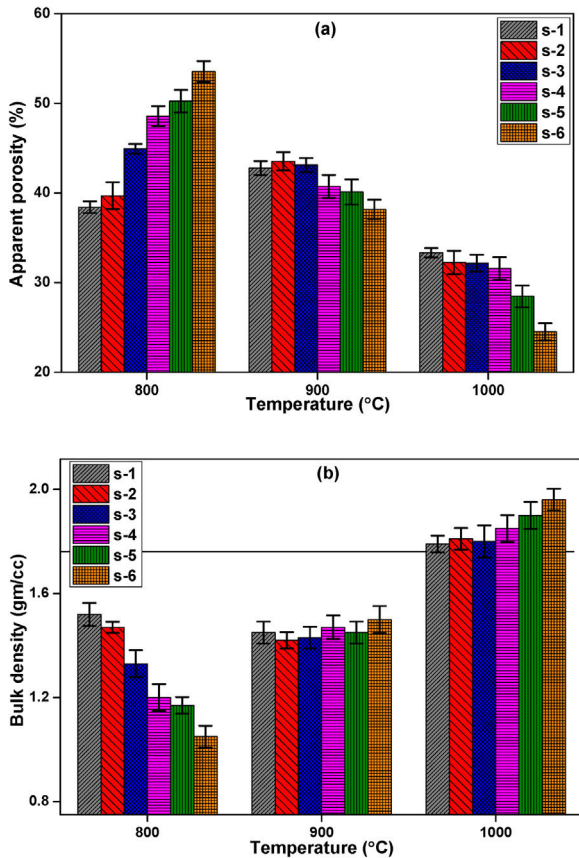 (a)
s-1
s-2
s-3
s-4
s-5
s-6
60
50
40
30
20
Apparent porosity (%)
800
900
1000
Temperature (°C)
(b)
s-1
s-2
s-3
s-4
s-5
s-6
2.0
1.6
1.2
0.8
Bulk density (gm/cc)
800
900
1000
Temperature (°C)